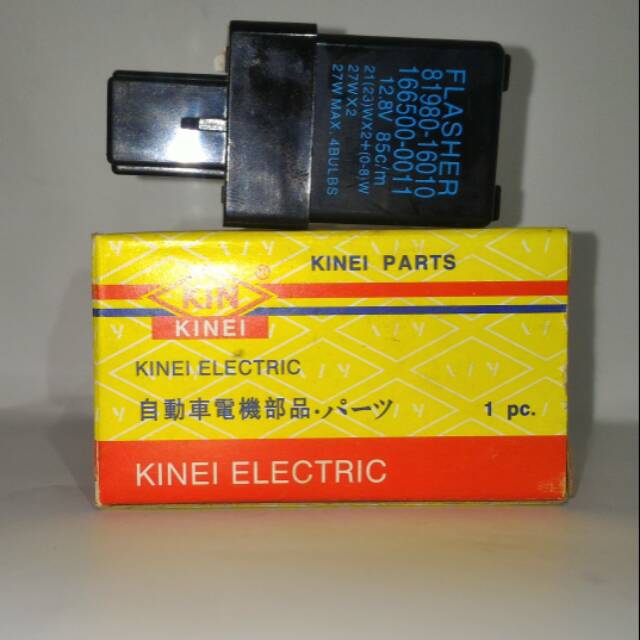 FLASHER
81980-16010
166500-0011
12.8V 85c/m
21(23)WX2+(0-8)W
27WX2
27W MAX. 4BULBS
KINEI PARTS
KIN
®
KINEI
KINEI ELECTRIC
自動車電機部品・パーツ
1 pc.
KINEI ELECTRIC